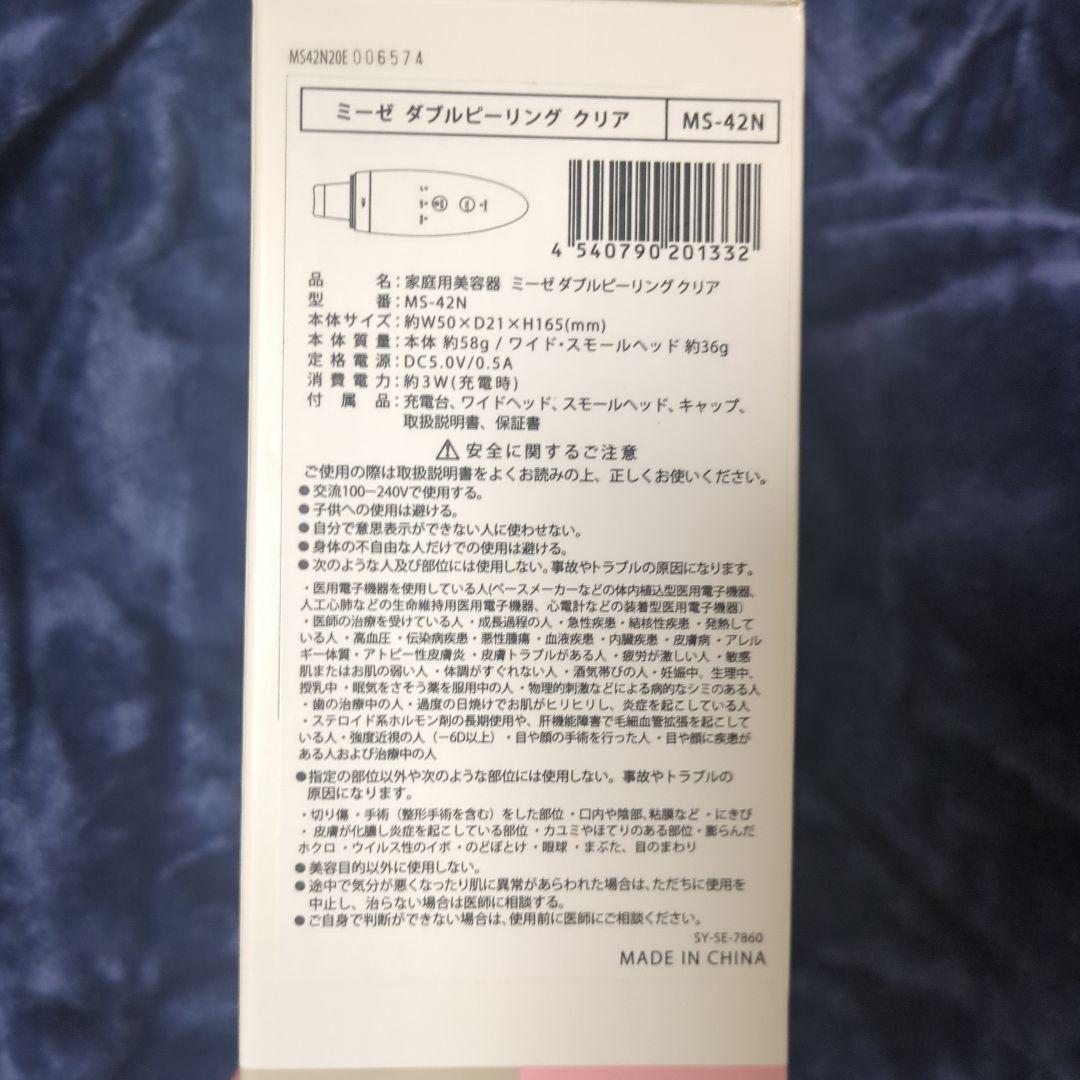 MS42N20E 006574
ミーゼ ダブルピーリング クリア MS-42N
4 540790 201332
品名：家庭用美容器 ミーゼ ダブルピーリング クリア
型番：MS-42N
本体サイズ：約W50×D21×H165(mm)
本体質量：本体 約58g / ワイド・スモールヘッド 約36g
定格電源：DC5.0V/0.5A
消費電力：約3W(充電時)
付属品：充電台、ワイドヘッド、スモールヘッド、キャップ、
取扱説明書、保証書
安全に関するご注意
ご使用の際は取扱説明書をよくお読みの上、正しくお使いください。
●交流100−240Vで使用する。
●子供への使用は避ける。
●自分で意思表示ができない人に使わせない。
●身体の不自由な人だけでの使用は避ける。
●次のような人及び部位には使用しない。事故やトラブルの原因になります。
・医用電子機器を使用している人(ペースメーカーなどの体内植込型医用電子機器、
人工心肺などの生命維持用医用電子機器、心電計などの装着型医用電子機器)
・医師の治療を受けている人・成長過程の人・急性疾患・結核性疾患・発熱して
いる人・高血圧・伝染病疾患・悪性腫瘍・血液疾患・内臓疾患・皮膚病・アレル
ギー体質・アトピー性皮膚炎・皮膚トラブルがある人・疲労が激しい人・敏感
肌またはお肌の弱い人・体調がすぐれない人・酒気帯びの人・妊娠中、生理中、
授乳中・眠気をさそう薬を服用中の人・物理的刺激などによる病的なシミのある人
・歯の治療中の人・過度の日焼けでお肌がヒリヒリし、炎症を起こしている人
・ステロイド系ホルモン剤の長期使用や、肝機能障害で毛細血管拡張を起こして
いる人・強度近視の人（−6D以上）・目や顔の手術を行った人・目や顔に疾患が
ある人および治療中の人
●指定の部位以外や次のような部位には使用しない。事故やトラブルの
原因になります。
・切り傷・手術（整形手術を含む）をした部位・口内や陰部、粘膜など・にきび
・皮膚が化膿し炎症を起こしている部位・カユミやほてりのある部位・膨らんだ
ホクロ・ウイルス性のイボ・のどぼとけ・眼球・まぶた、目のまわり
●美容目的以外に使用しない。
●途中で気分が悪くなったり肌に異常があらわれた場合は、ただちに使用を
中止し、治らない場合は医師に相談する。
●ご自身で判断ができない場合は、使用前に医師にご相談ください。
SY-SE-7860
MADE IN CHINA